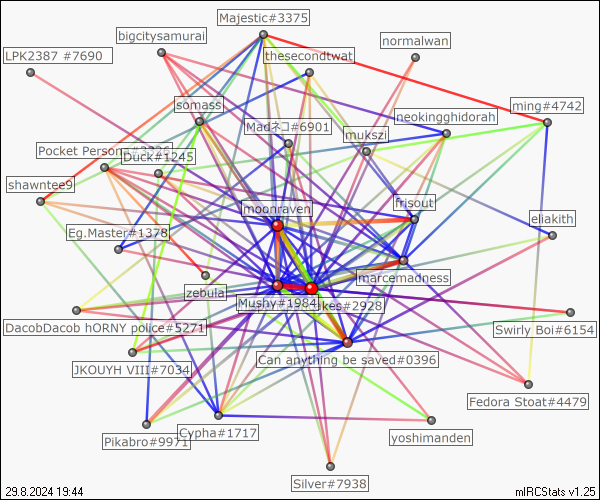 Majestic#3375
bigcitysamurai
normalwan
LPK2387 #7690
thesecondtwat
somass
ming#4742
neokingghidorah
Madネコ#6901
mukszi
Pocket Persona#3326
Duck#1245
shawntee9
moonraven
frisout
eliakith
Eg.Master#1378
marcemadness
zebula
Mushy#1984
kes#2928
DacobDacob hORNY police#5271
Swirly Boi#6154
Can anything be saved#0396
JKOUYH VIII#7034
Fedora Stoat#4479
Cypha#1717
yoshimanden
Pikabro#9971
Silver#7938
29.8.2024 19:44
mIRCStats v1.25